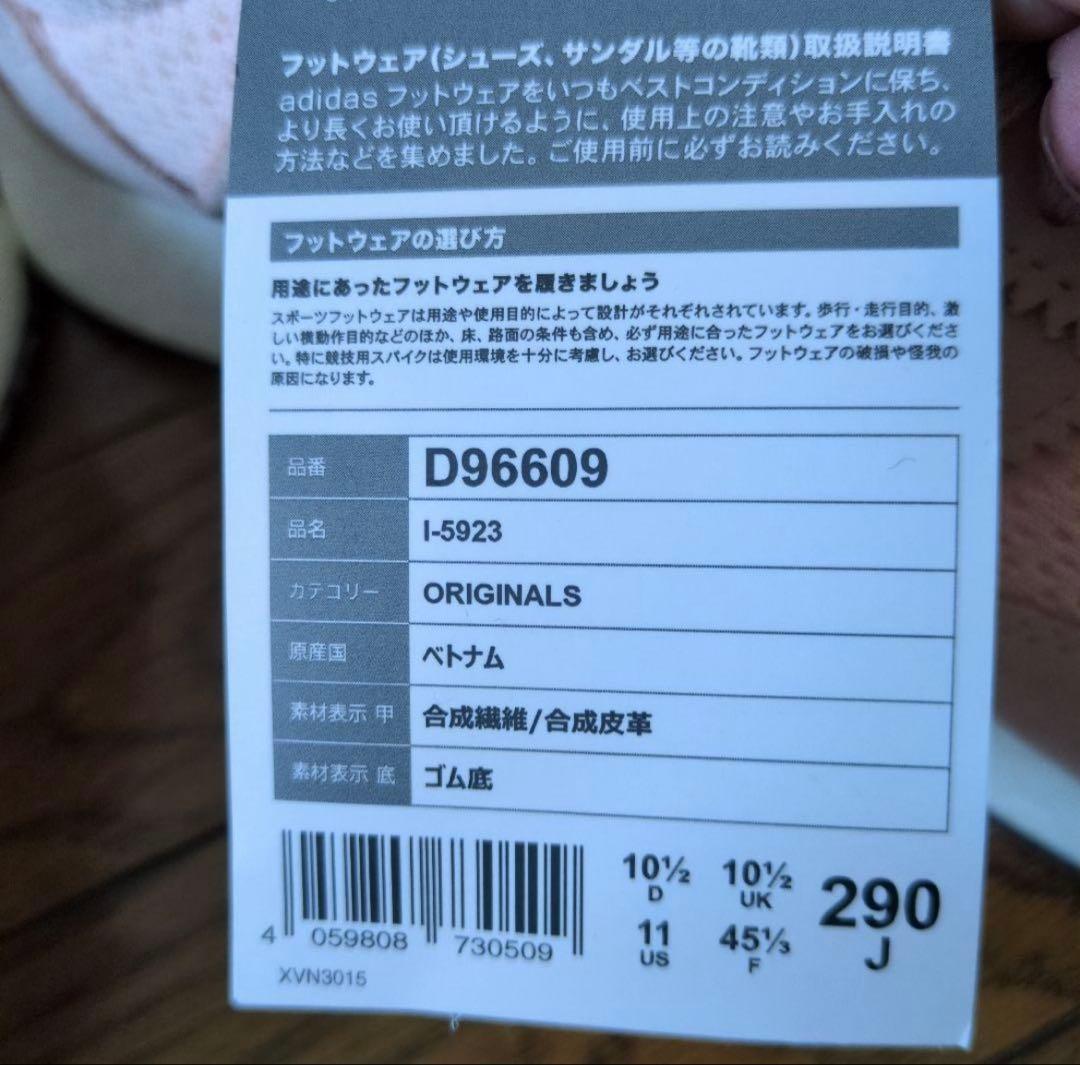 フットウェア(シューズ、サンダル等の靴類)取扱説明書
adidas フットウェアをいつもベストコンディションに保ち、
より長くお使い頂けるように、使用上の注意やお手入れの
方法などを集めました。ご使用前に必ずお読みください。
フットウェアの選び方
用途にあったフットウェアを履きましょう
スポーツフットウェアは用途や使用目的によって設計がそれぞれされています。歩行・走行目的、激
しい横動作目的などのほか、床、路面の条件も含め、必ず用途に合ったフットウェアをお選びくださ
い。特に競技用スパイクは使用環境を十分に考慮し、お選びください。フットウェアの破損や怪我の
原因になります。
品番 D96609
品名 I-5923
カテゴリー ORIGINALS
原産国 ベトナム
素材表示 甲 合成繊維/合成皮革
素材表示 底 ゴム底
10½ 10½ 290
D UK J
11 45⅓
US F
4 059808 730509
XVN3015